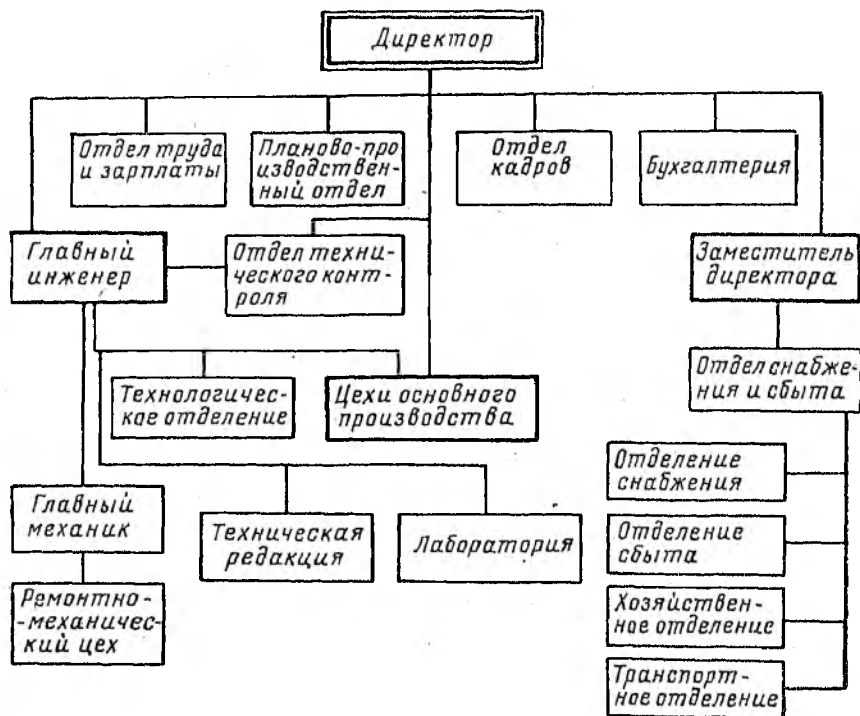 Директор
Отдел труда
и зарплаты
Планово-про
изводствен-
ный отдел
Отдел
кадров
Бухгалтерия
Главный
инженер
Отдел техни-
ческого конт-
роля
Заместитель
директора
Технологичес-
кое отделение
Цехи основного
производства
Отдел снабже-
ния и сбыта
Главный
механик
Техническая
редакция
Лаборатория
Отделение
снабжения
Отделение
сбыта
Ремонтно-
-механичес-
кий цех
Хозяйствен-
ное отделение
Транспорт-
ное отделение